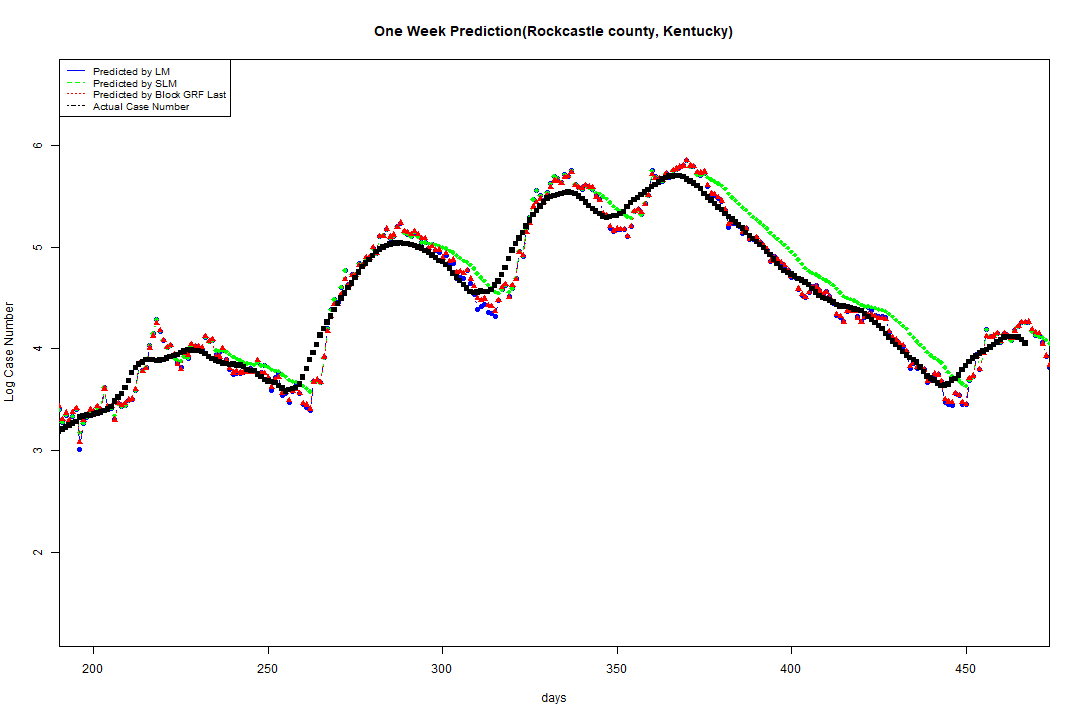 One Week Prediction(Rockcastle county, Kentucky)
Predicted by LM
Predicted by SLM
Predicted by Block GRF Last
Actual Case Number
6
5
4
3
2
Log Case Number
200 250 300 350 400 450
days